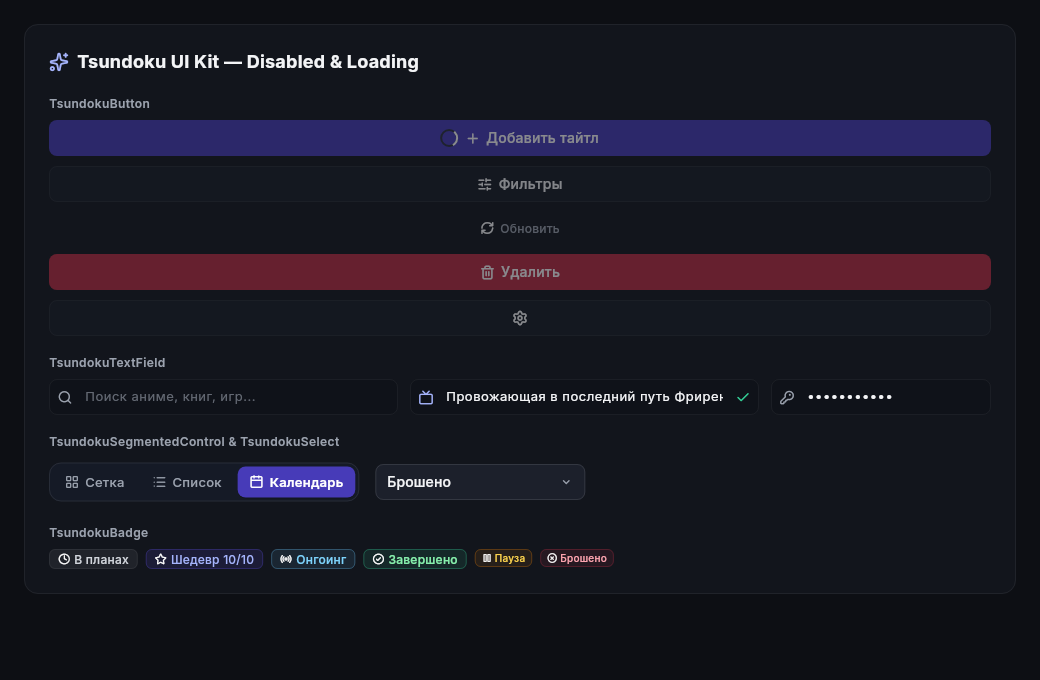 Tsundoku UI Kit — Disabled & Loading
TsundokuButton
Добавить тайтл
Фильтры
Обновить
Удалить
TsundokuTextField
Поиск аниме, книг, игр...
Провожающая в последний путь Фрирен
•••••••••••
TsundokuSegmentedControl & TsundokuSelect
Сетка Список Календарь Брошено
TsundokuBadge
В планах Шедевр 10/10 Онгоинг Завершено Пауза Брошено